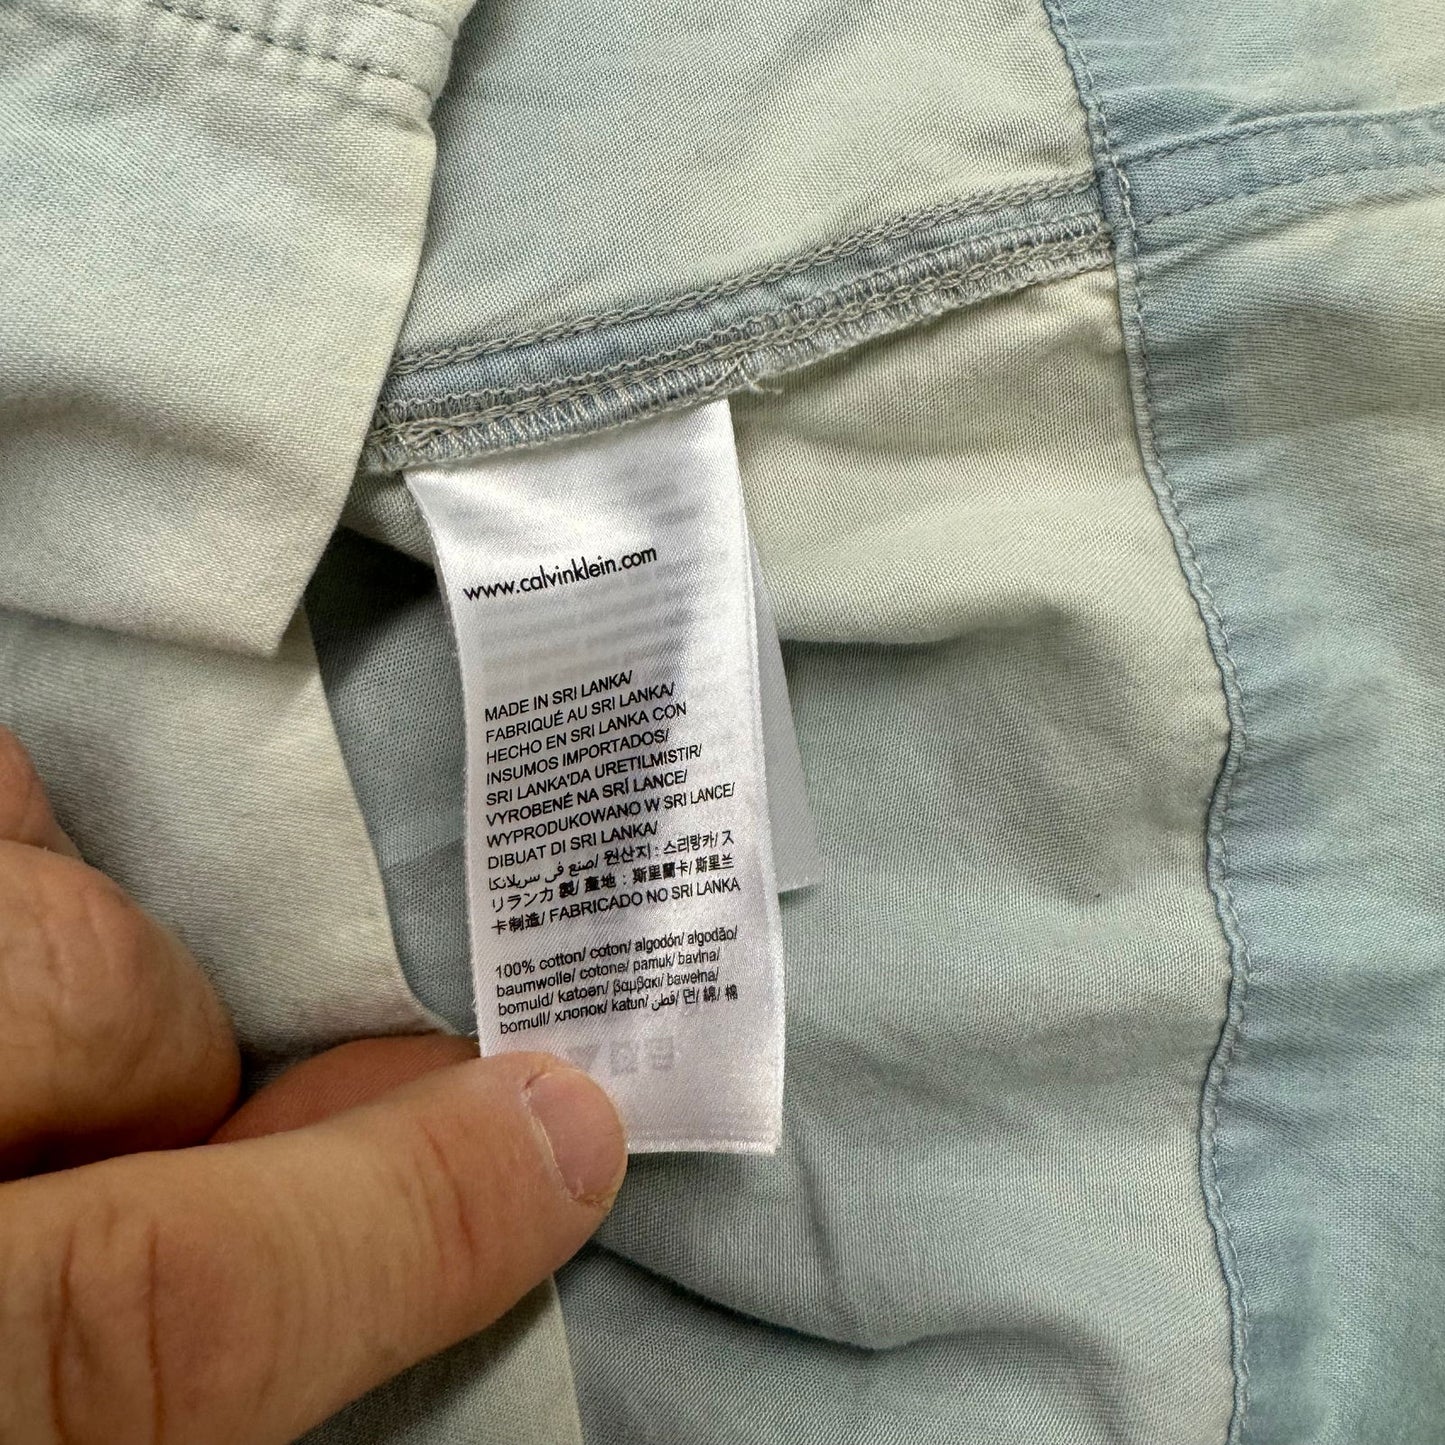 www.calvinklein.com
MADE IN SRI LANKA/
FABRIQUÉ AU SRI LANKA/
HECHO EN SRI LANKA CON
INSUMOS IMPORTADOS/
SRI LANKA'DA URETILMISTIR/
VYROBENÉ NA SRÍ LANCE/
WYPRODUKOWANO W SRI LANCE/
DIBUAT DI SRI LANKA/
صنع في سريلانكا/ 원산지 : 스리랑카/ ス
リランカ 製/ 產地 : 斯里蘭卡/ 斯里兰
卡制造/ FABRICADO NO SRI LANKA
100% cotton/ coton/ algodón/ algodão/
baumwolle/ cotone/ pamuk/ bavlna/
bomuld/ katoen/ βαμβακι/ bawełna/
bomull/ хлопок/ katun/ قطن/ 면/ 綿/ 棉